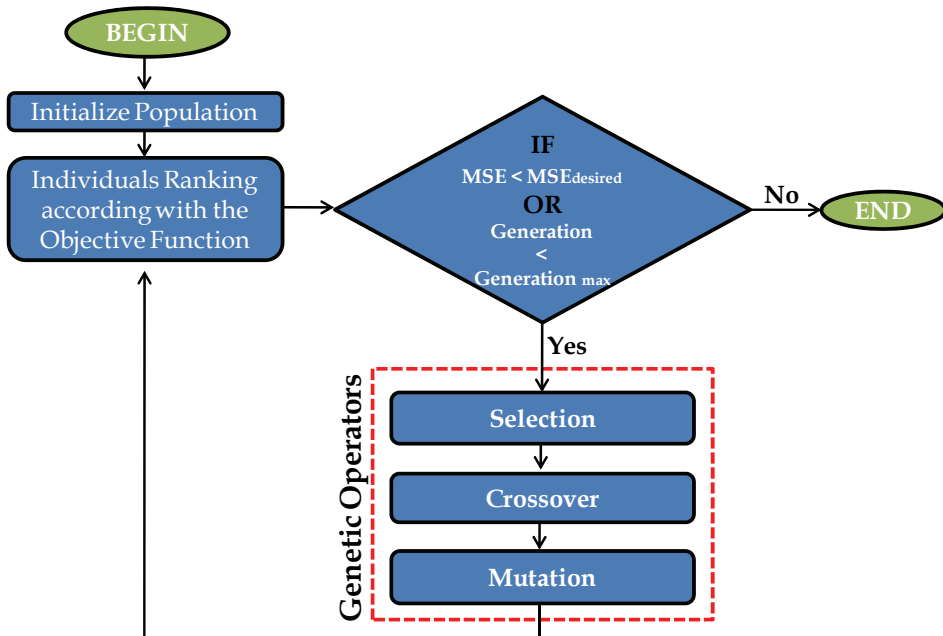 BEGIN
Initialize Population
Individuals Ranking
according with the
Objective Function
IF
MSE < MSEdesired
OR
Generation
<
Generation max
No
END
Yes
Genetic Operators
Selection
Crossover
Mutation